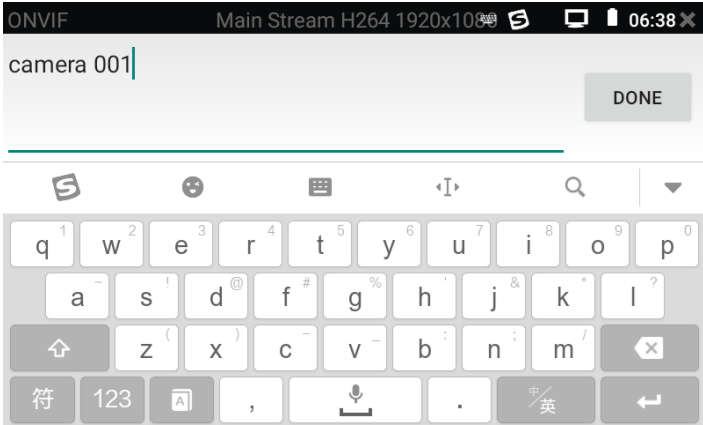 ONVIF Main Stream H264 1920x1080 06:38
camera 001
DONE
q 1 w 2 e 3 r 4 t 5 y 6 u 7 i 8 o 9 p 0
a ~ s ! d @ f # g % h ' j & k * l ?
z ( x ) c - v _ b : n ; m /
符 123 A , . 中/英